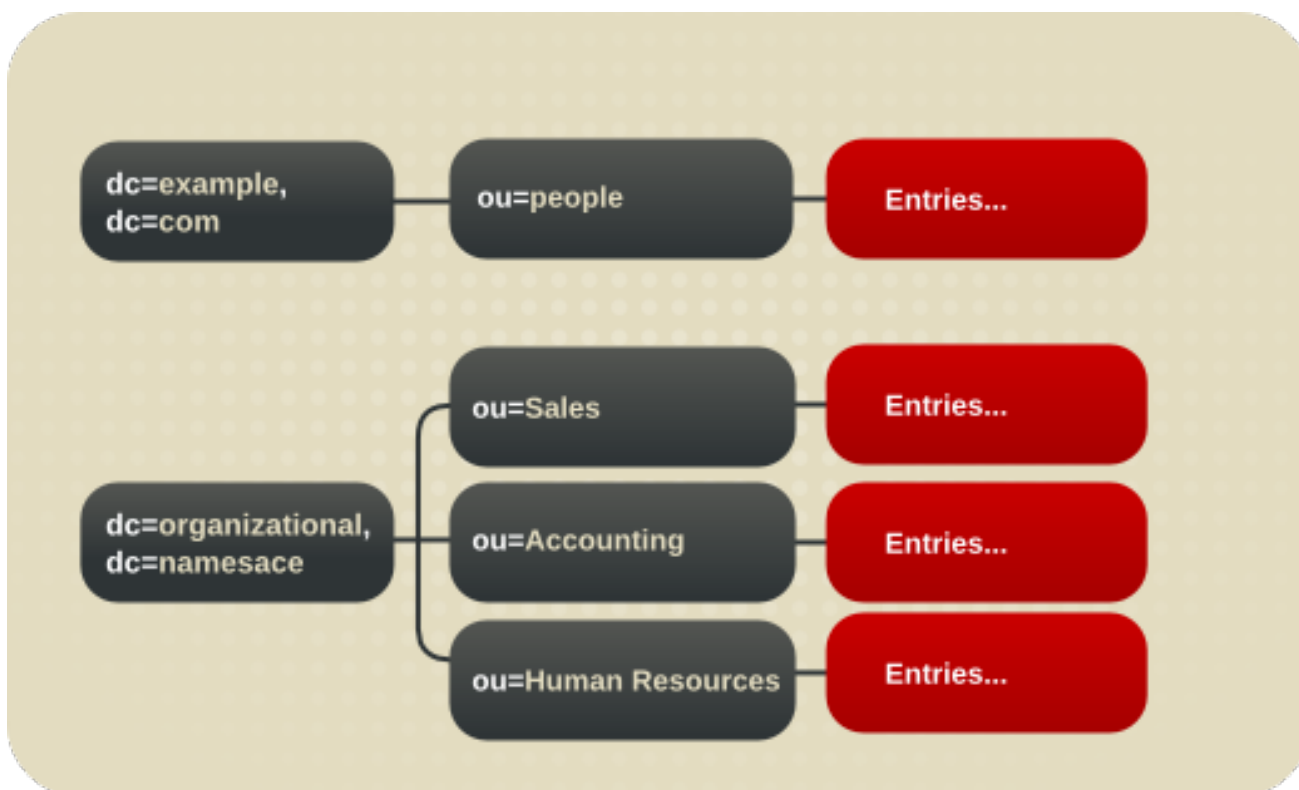 dc=example,
dc=com
ou=people
Entries...
ou=Sales
Entries...
dc=organizational,
dc=namesace
ou=Accounting
Entries...
ou=Human Resources
Entries...